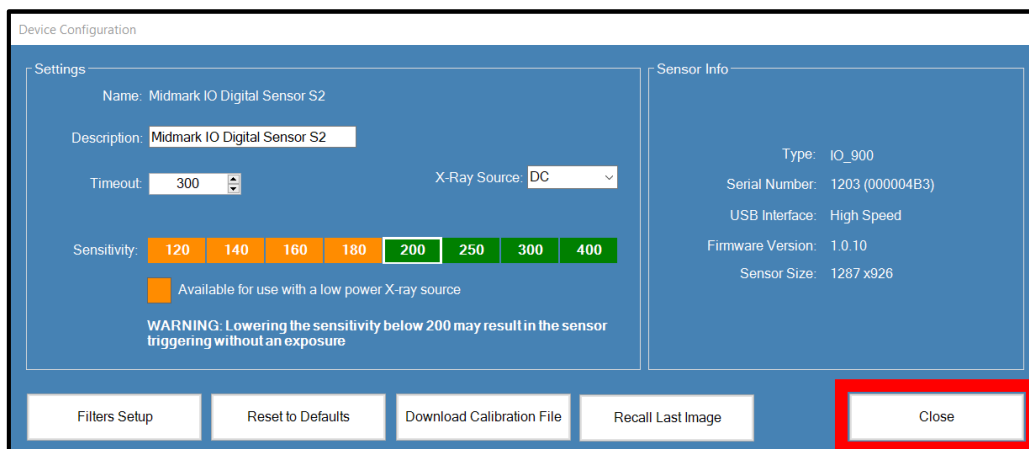 Device Configuration
Settings
Name: Midmark IO Digital Sensor S2
Description: Midmark IO Digital Sensor S2
Timeout: 300
X-Ray Source: DC
Sensitivity: 120 140 160 180 200 250 300 400
Available for use with a low power X-ray source
WARNING: Lowering the sensitivity below 200 may result in the sensor
triggering without an exposure
Sensor Info
Type: IO_900
Serial Number: 1203 (000004B3)
USB Interface: High Speed
Firmware Version: 1.0.10
Sensor Size: 1287 x926
Filters Setup
Reset to Defaults
Download Calibration File
Recall Last Image
Close